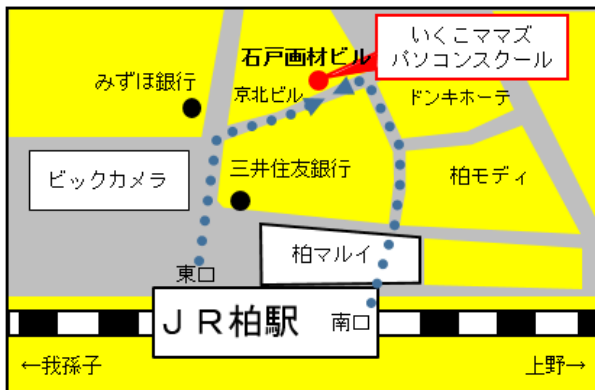 いくこママズ
パソコンスクール
石戸画材ビル
みずほ銀行
京北ビル
ドンキホーテ
ビックカメラ
三井住友銀行
柏モディ
柏マルイ
東口
ＪＲ柏駅
南口
←我孫子
上野→